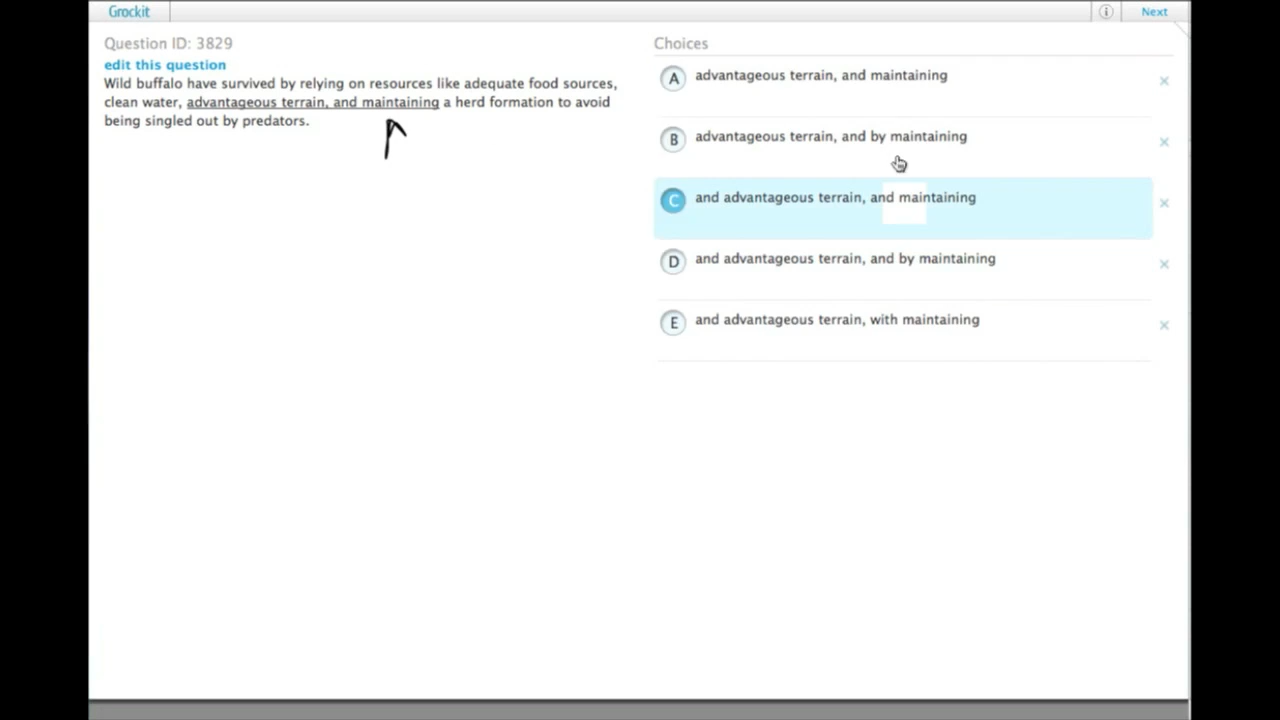 Grockit
Next
Question ID: 3829
edit this question
Wild buffalo have survived by relying on resources like adequate food sources,
clean water, advantageous terrain, and maintaining a herd formation to avoid
being singled out by predators.
Choices
A advantageous terrain, and maintaining
B advantageous terrain, and by maintaining
C and advantageous terrain, and maintaining
D and advantageous terrain, and by maintaining
E and advantageous terrain, with maintaining